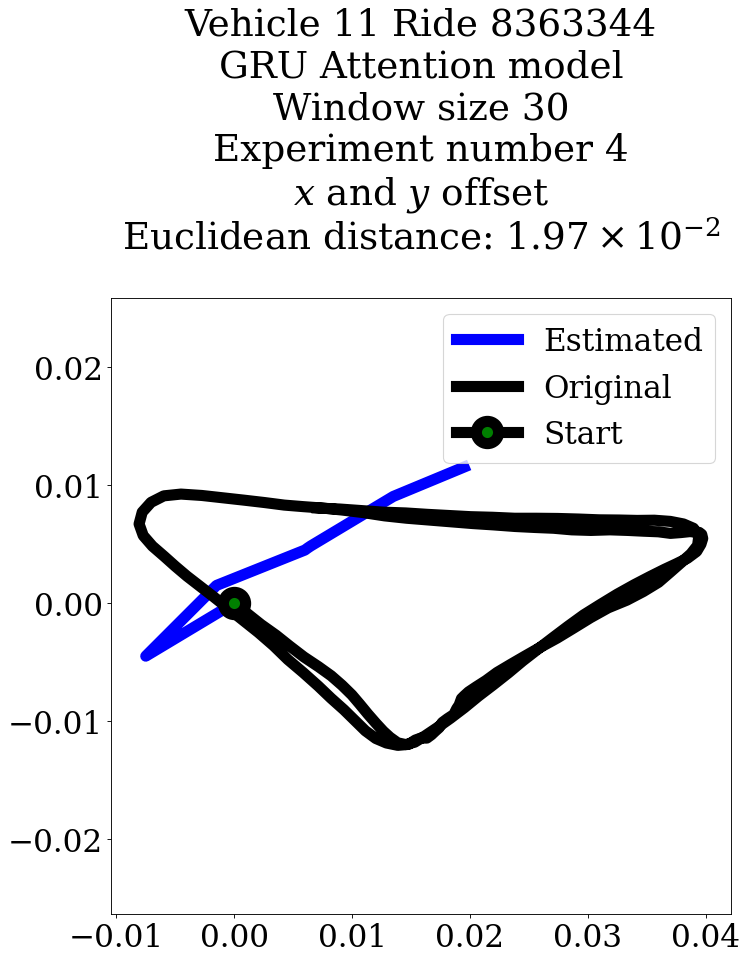 Vehicle 11 Ride 8363344
GRU Attention model
Window size 30
Experiment number 4
x and y offset
Euclidean distance: 1.97 × 10⁻²
Estimated
Original
Start
0.02
0.01
0.00
−0.01
−0.02
−0.01 0.00 0.01 0.02 0.03 0.04